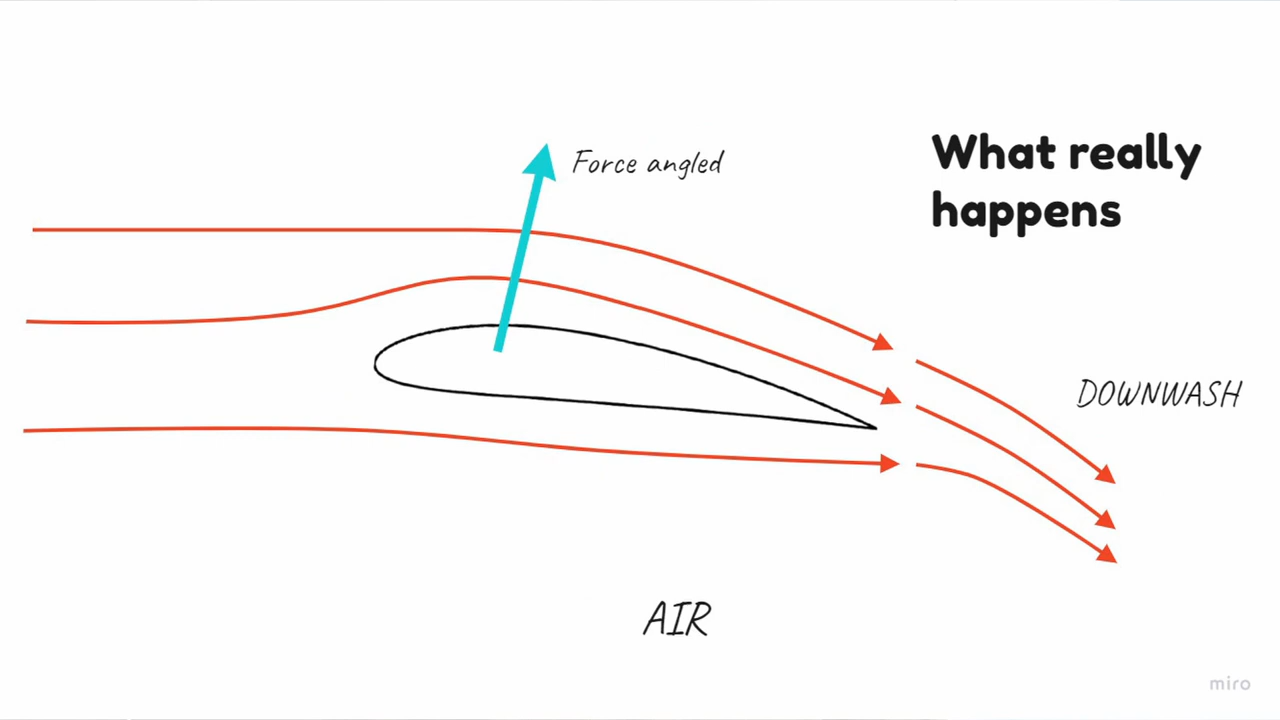 What really
happens
Force angled
DOWNWASH
AIR
miro